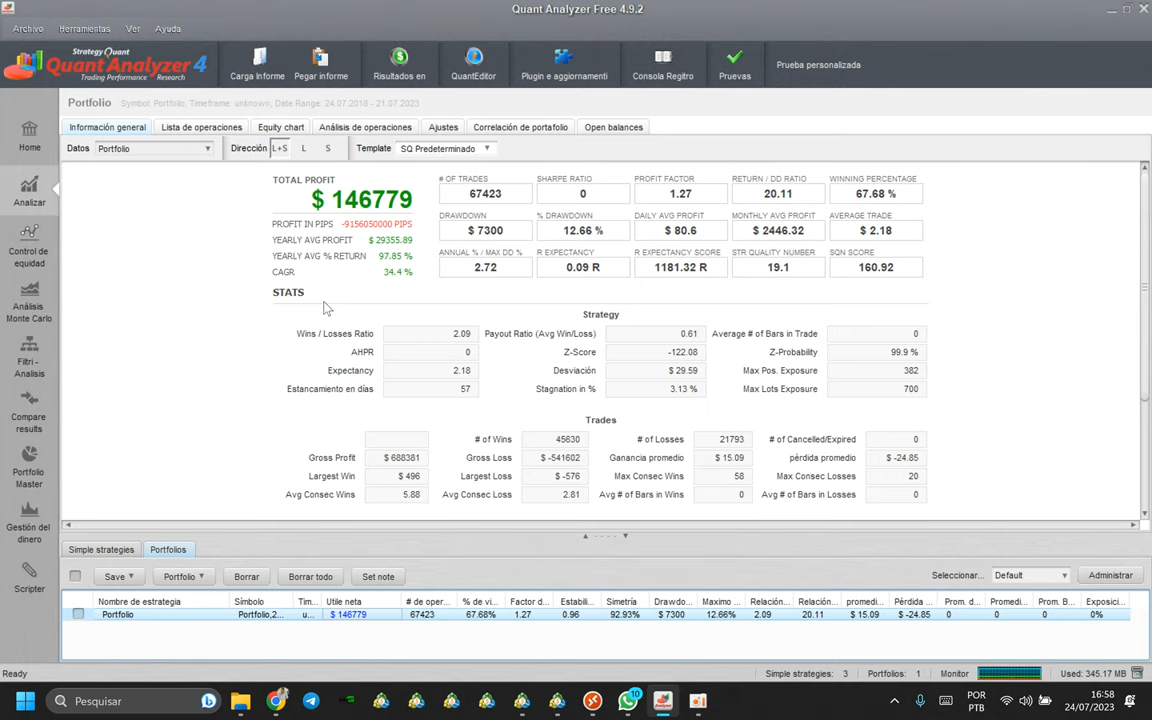 Quant Analyzer Free 4.9.2
Archivo Herramientas Ver Ayuda
Strategy Quant
QuantAnalyzer 4
Trading Performance Research
Carga Informe
Pegar informe
Risultados en
QuantEditor
Plugin e aggiornamenti
Consola Regitro
Pruevas
Prueba personalizada
Portfolio Symbol: Portfolio, Timeframe: unknown, Date Range: 24.07.2018 - 21.07.2023
Información general Lista de operaciones Equity chart Análisis de operaciones Ajustes Correlación de portafolio Open balances
Datos Portfolio Dirección L+S L S Template SQ Predeterminado
Home
Analizar
Control de equidad
Análisis Monte Carlo
Filtri - Analisis
Compare results
Portfolio Master
Gestión del dinero
Scripter
TOTAL PROFIT
$ 146779
PROFIT IN PIPS -9156050000 PIPS
YEARLY AVG PROFIT $ 29355.89
YEARLY AVG % RETURN 97.85 %
CAGR 34.4 %
# OF TRADES SHARPE RATIO PROFIT FACTOR RETURN / DD RATIO WINNING PERCENTAGE
67423 0 1.27 20.11 67.68 %
DRAWDOWN % DRAWDOWN DAILY AVG PROFIT MONTHLY AVG PROFIT AVERAGE TRADE
$ 7300 12.66 % $ 80.6 $ 2446.32 $ 2.18
ANNUAL % / MAX DD % R EXPECTANCY R EXPECTANCY SCORE STR QUALITY NUMBER SQN SCORE
2.72 0.09 R 1181.32 R 19.1 160.92
STATS
Strategy
Wins / Losses Ratio 2.09 Payout Ratio (Avg Win/Loss) 0.61 Average # of Bars in Trade 0
AHPR 0 Z-Score -122.08 Z-Probability 99.9 %
Expectancy 2.18 Desviación $ 29.59 Max Pos. Exposure 382
Estancamiento en días 57 Stagnation in % 3.13 % Max Lots Exposure 700
Trades
# of Wins 45630 # of Losses 21793 # of Cancelled/Expired 0
Gross Profit $ 688381 Gross Loss $ -541602 Ganancia promedio $ 15.09 pérdida promedio $ -24.85
Largest Win $ 496 Largest Loss $ -576 Max Consec Wins 58 Max Consec Losses 20
Avg Consec Wins 5.88 Avg Consec Loss 2.81 Avg # of Bars in Wins 0 Avg # of Bars in Losses 0
Simple strategies Portfolios
Save Portfolio Borrar Borrar todo Set note Seleccionar... Default Administrar
Nombre de estrategia Símbolo Tim... Utile neta # de oper... % de vi... Factor d... Estabili... Simetría Drawdo... Maximo ... Relación... Relación... promedi... Pérdida ... Prom. d... Promedi... Prom. B... Exposici...
Portfolio Portfolio,2... u... $ 146779 67423 67.68% 1.27 0.96 92.93% $ 7300 12.66% 2.09 20.11 $ 15.09 $ -24.85 0 0 0 0%
Ready Simple strategies: 3 Portfolios: 1 Monitor Used: 345.17 MB
Pesquisar
10
POR
PTB
16:58
24/07/2023